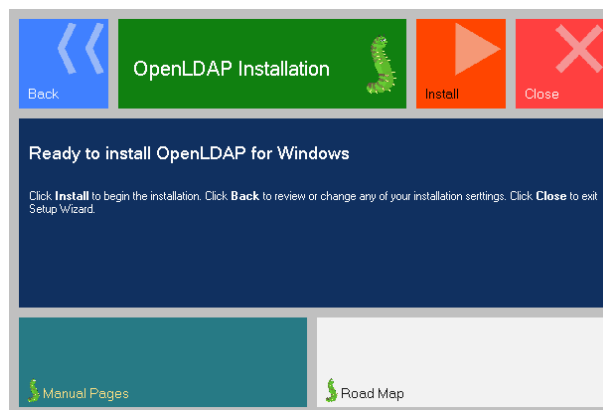 Back
OpenLDAP Installation
Install
Close
Ready to install OpenLDAP for Windows
Click Install to begin the installation. Click Back to review or change any of your installation serttings. Click Close to exit
Setup Wizard.
Manual Pages
Road Map